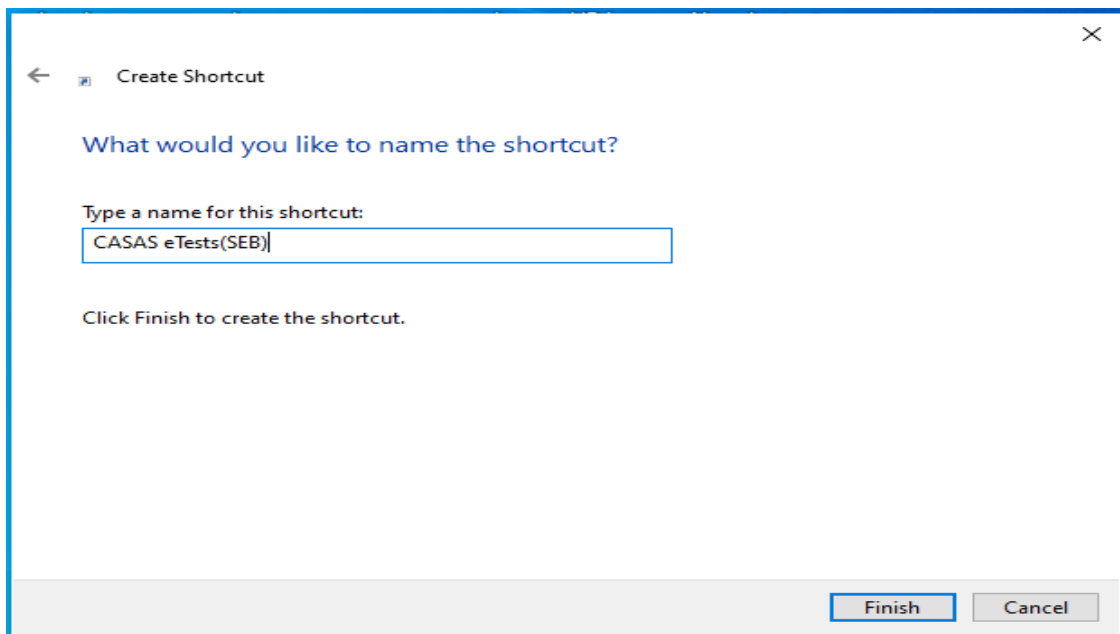 Create Shortcut
What would you like to name the shortcut?
Type a name for this shortcut:
CASAS eTests(SEB)
Click Finish to create the shortcut.
Finish
Cancel